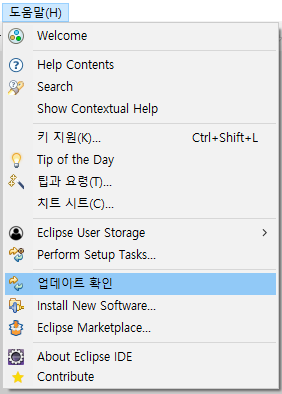 도움말(H)
Welcome
Help Contents
Search
Show Contextual Help
키 지원(K)... Ctrl+Shift+L
Tip of the Day
팁과 요령(T)...
치트 시트(C)...
Eclipse User Storage
Perform Setup Tasks...
업데이트 확인
Install New Software...
Eclipse Marketplace...
About Eclipse IDE
Contribute